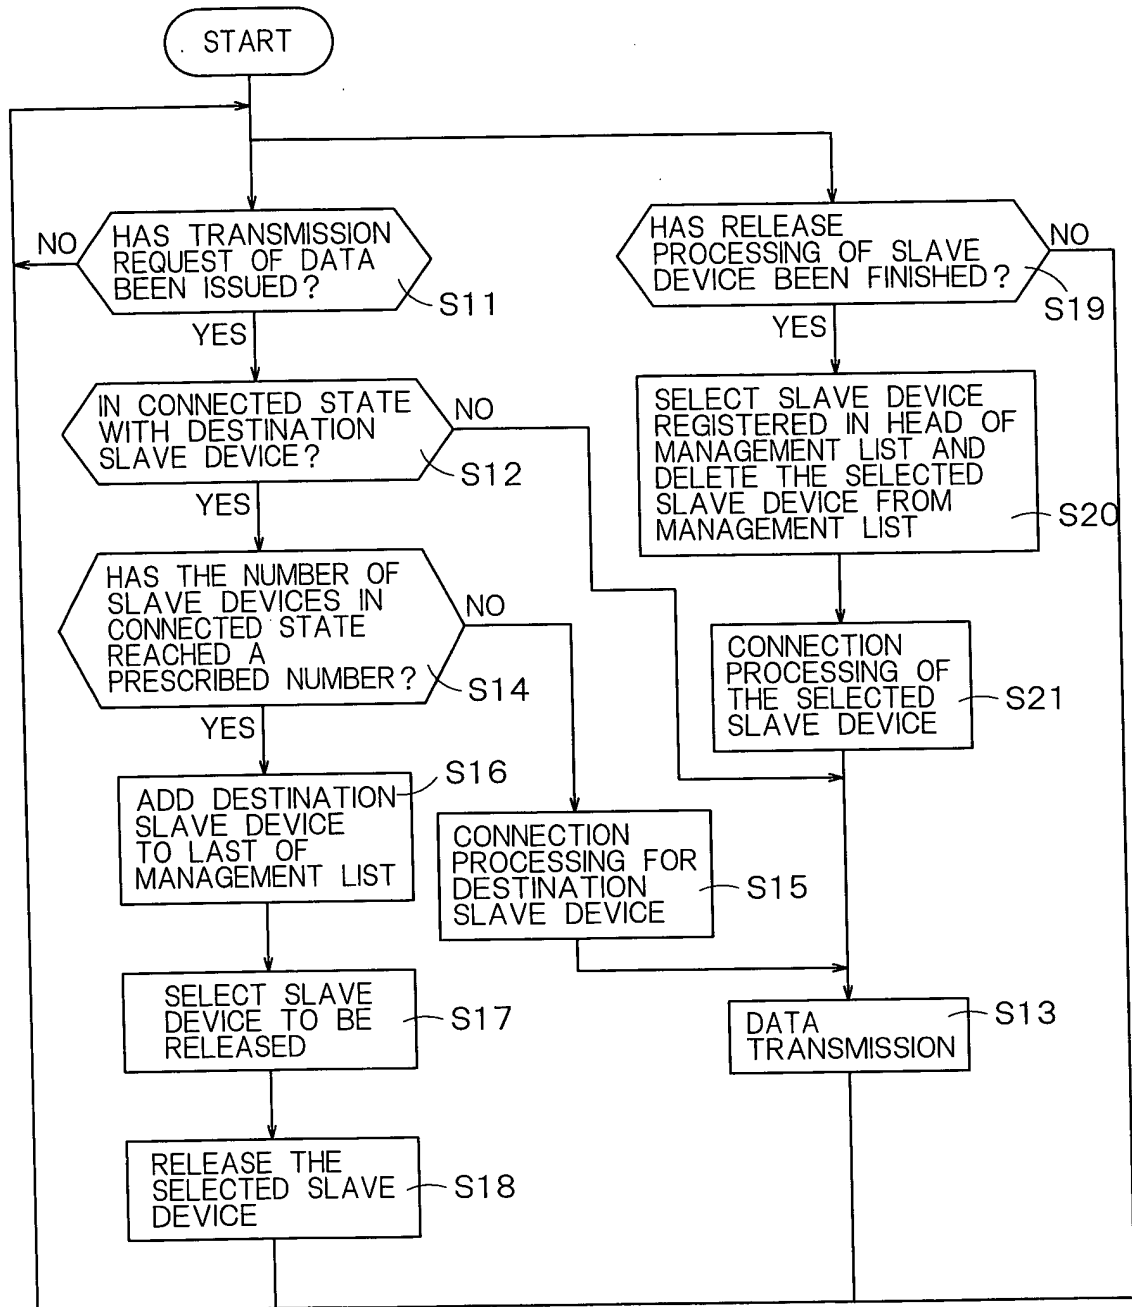 START
NO
HAS TRANSMISSION
REQUEST OF DATA
BEEN ISSUED?
S11
YES
IN CONNECTED STATE
WITH DESTINATION
SLAVE DEVICE?
NO
S12
YES
HAS THE NUMBER OF
SLAVE DEVICES IN
CONNECTED STATE
REACHED A
PRESCRIBED NUMBER?
NO
S14
YES
S16
ADD DESTINATION
SLAVE DEVICE
TO LAST OF
MANAGEMENT LIST
CONNECTION
PROCESSING FOR
DESTINATION
SLAVE DEVICE
S15
SELECT SLAVE
DEVICE TO BE
RELEASED
S17
RELEASE THE
SELECTED SLAVE
DEVICE
S18
HAS RELEASE
PROCESSING OF SLAVE
DEVICE BEEN FINISHED?
NO
S19
YES
SELECT SLAVE DEVICE
REGISTERED IN HEAD OF
MANAGEMENT LIST AND
DELETE THE SELECTED
SLAVE DEVICE FROM
MANAGEMENT LIST
S20
CONNECTION
PROCESSING OF
THE SELECTED
SLAVE DEVICE
S21
DATA
TRANSMISSION
S13